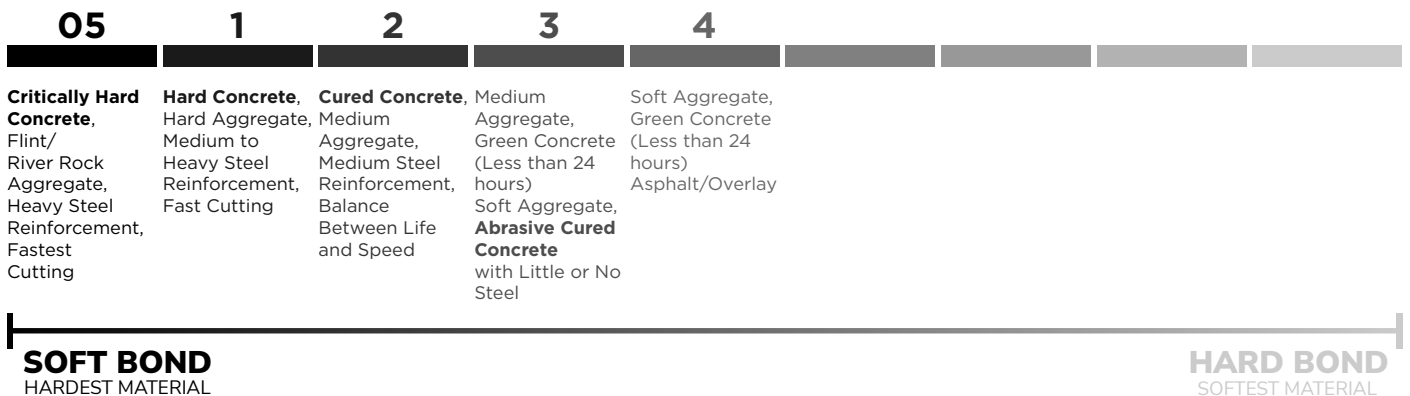 05
1
2
3
4
Critically Hard
Concrete,
Flint/
River Rock
Aggregate,
Heavy Steel
Reinforcement,
Fastest
Cutting
Hard Concrete,
Hard Aggregate,
Medium to
Heavy Steel
Reinforcement,
Fast Cutting
Cured Concrete,
Medium
Aggregate,
Medium Steel
Reinforcement,
Balance
Between Life
and Speed
Medium
Aggregate,
Green Concrete
(Less than 24
hours)
Soft Aggregate,
Abrasive Cured
Concrete
with Little or No
Steel
Soft Aggregate,
Green Concrete
(Less than 24
hours)
Asphalt/Overlay
SOFT BOND
HARDEST MATERIAL
HARD BOND
SOFTEST MATERIAL